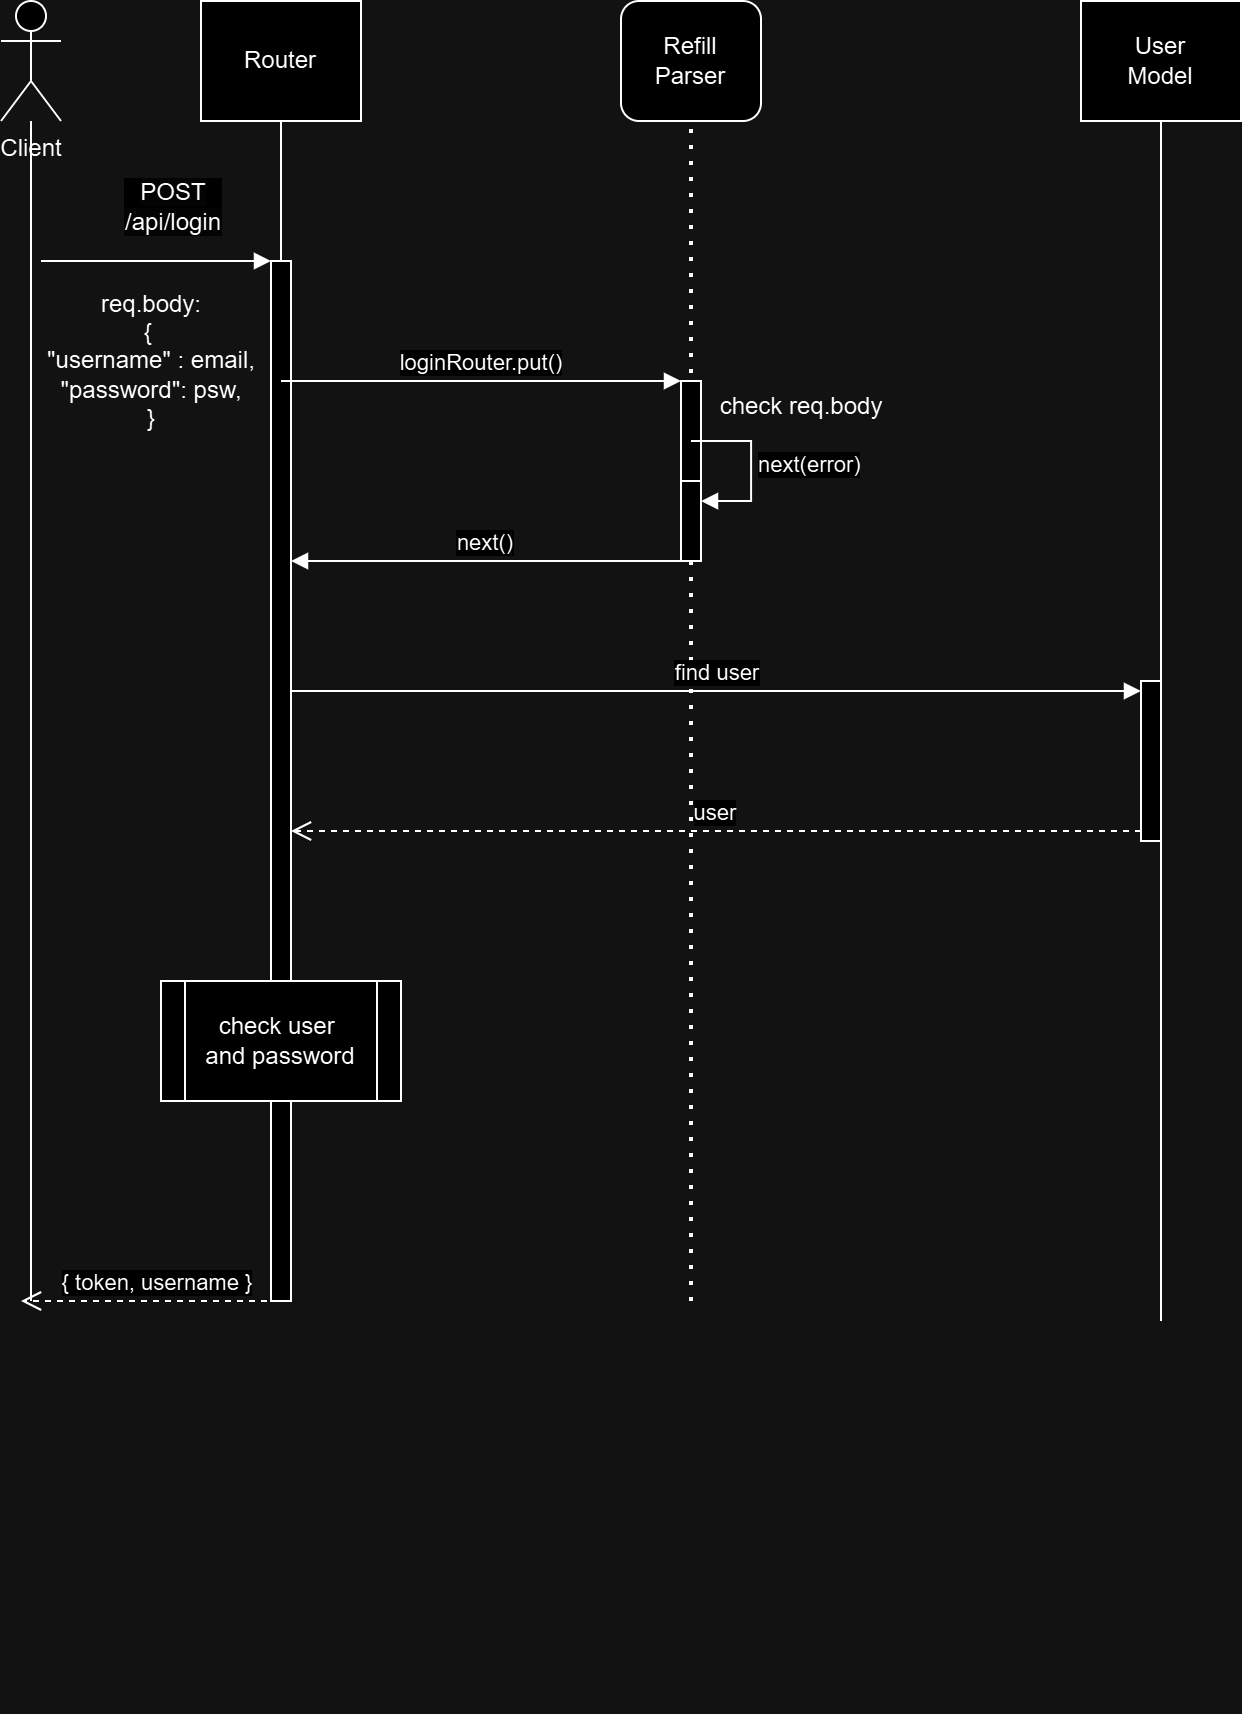 Router
Refill
Parser
User
Model
Client
POST
/api/login
req.body:
{
"username" : email,
"password": psw,
}
loginRouter.put()
check req.body
next(error)
next()
find user
user
check user
and password
{ token, username }